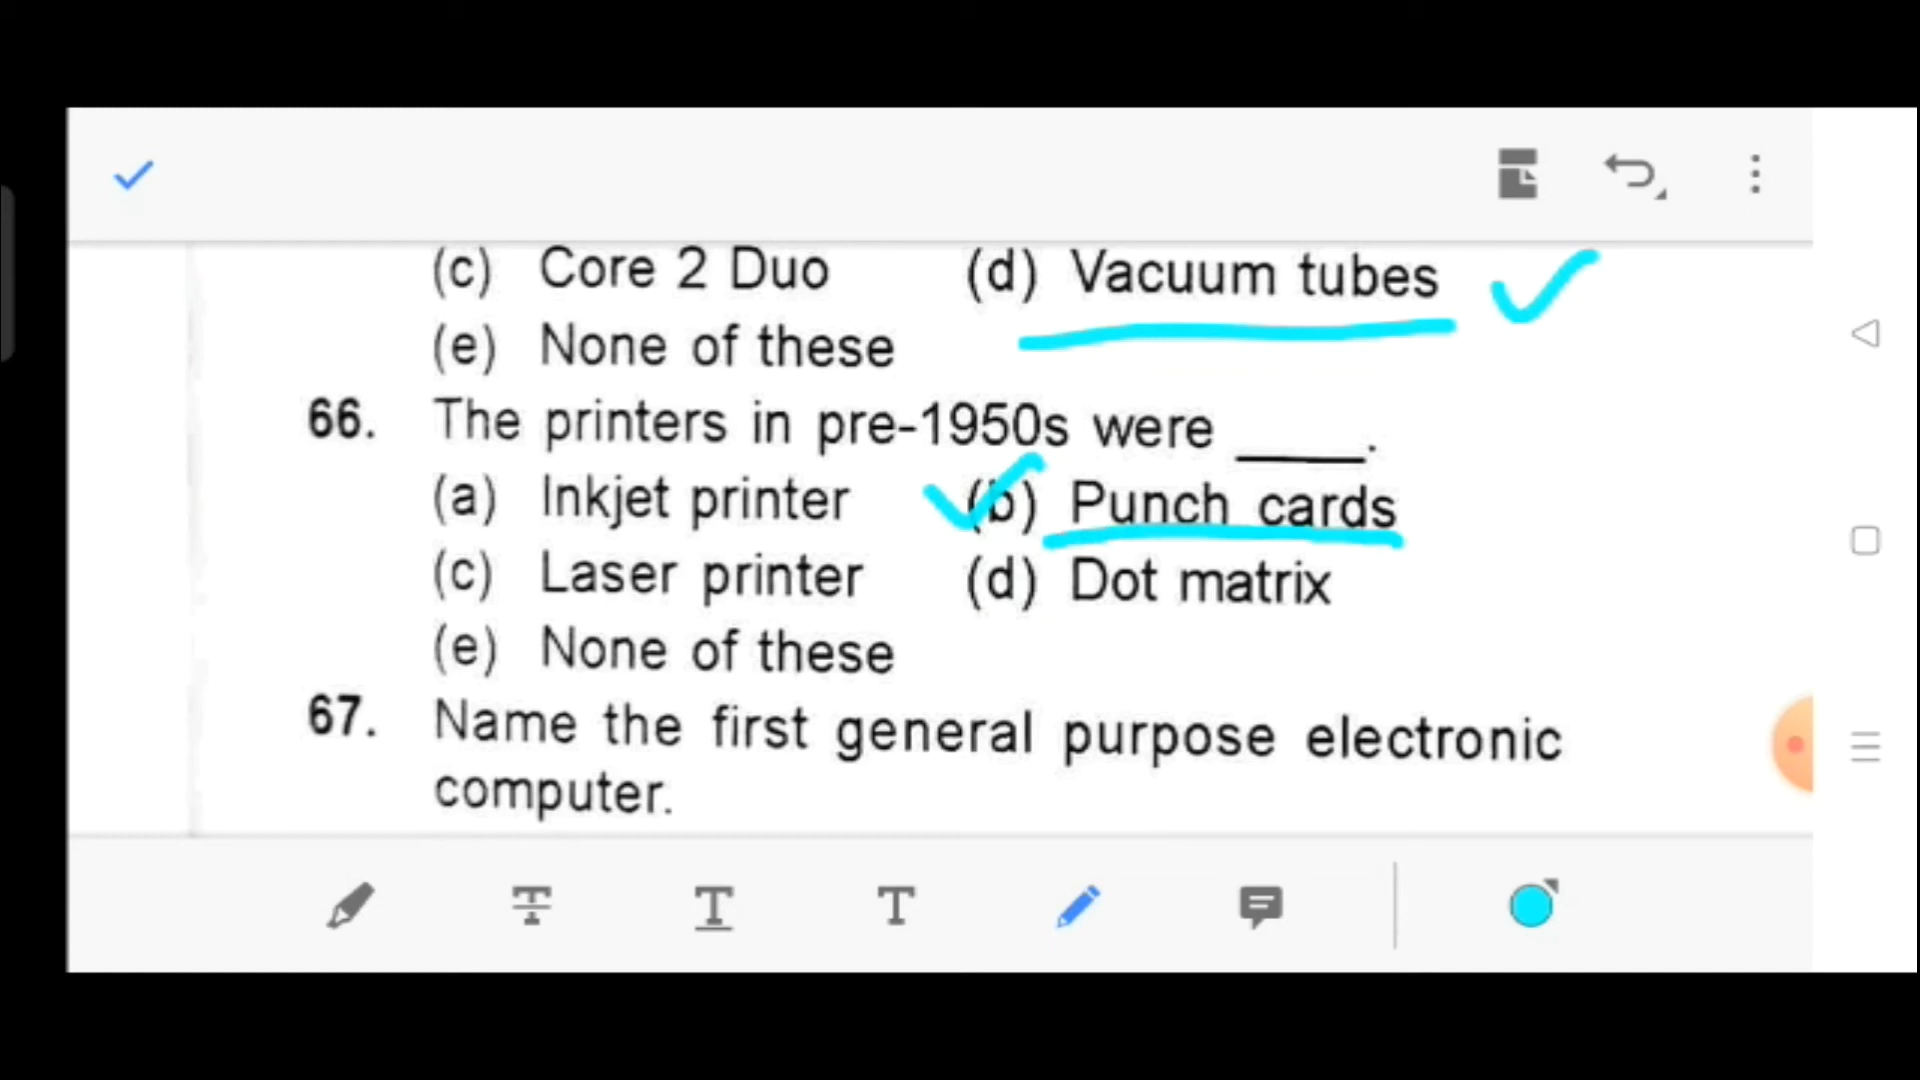 (c) Core 2 Duo (d) Vacuum tubes
(e) None of these
66. The printers in pre-1950s were ____.
(a) Inkjet printer (b) Punch cards
(c) Laser printer (d) Dot matrix
(e) None of these
67. Name the first general purpose electronic
computer.